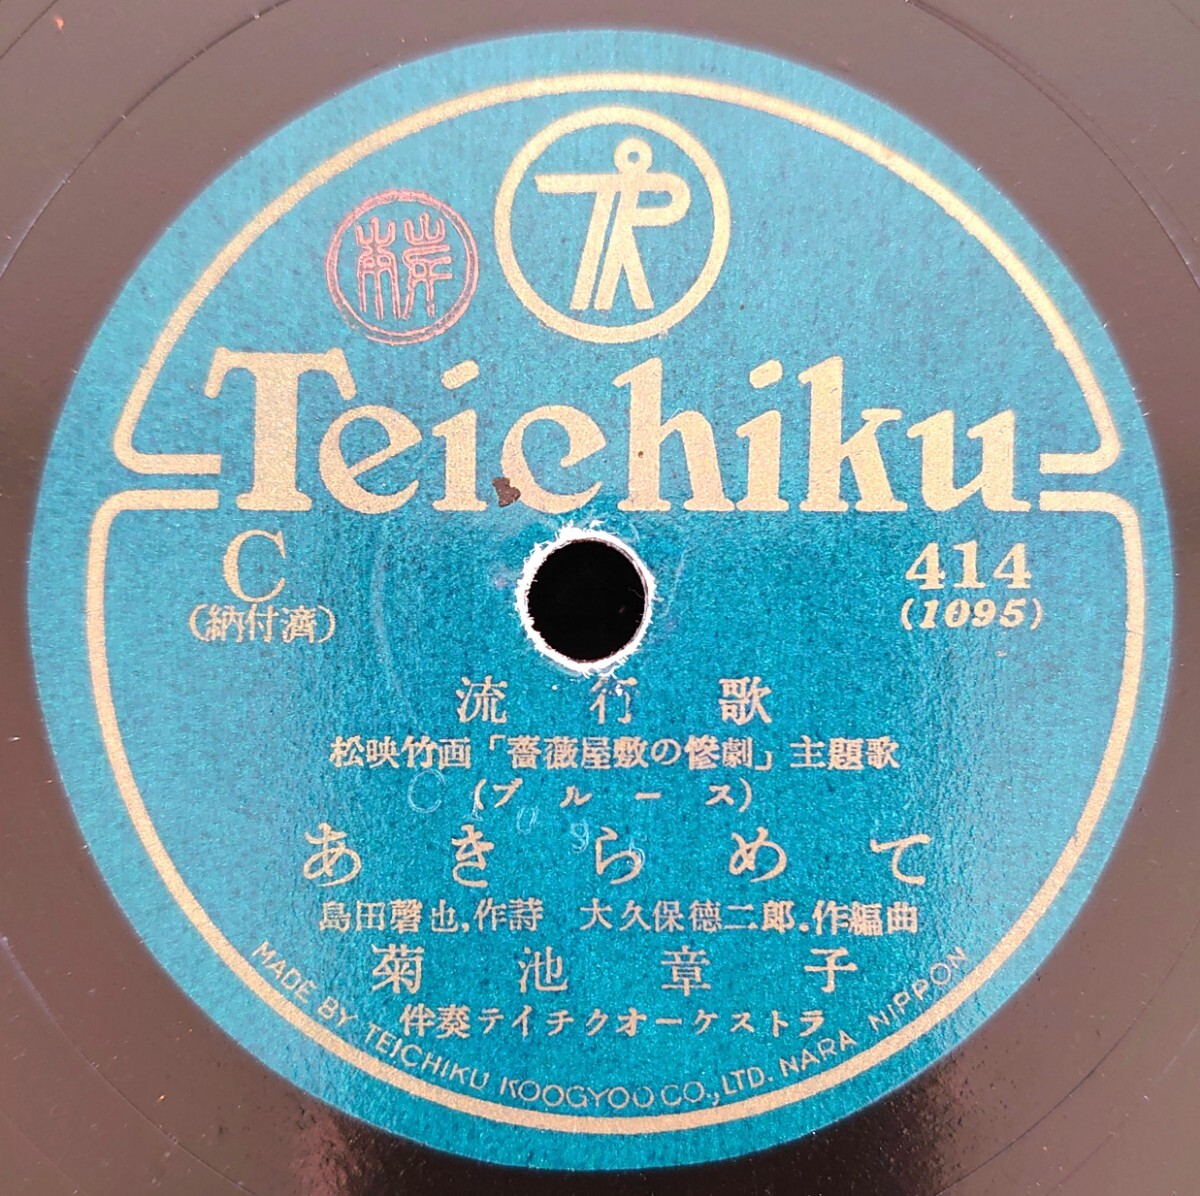 TR
Teichiku
C
(納付濟)
414
(1095)
流行歌
松映竹画「薔薇屋敷の惨劇」主題歌
(ブルース)
あきらめて
島田磬也.作詩 大久保德二郎.作編曲
菊池章子
伴奏テイチクオーケストラ
MADE BY TEICHIKU KOOGYOO CO., LTD. NARA NIPPON